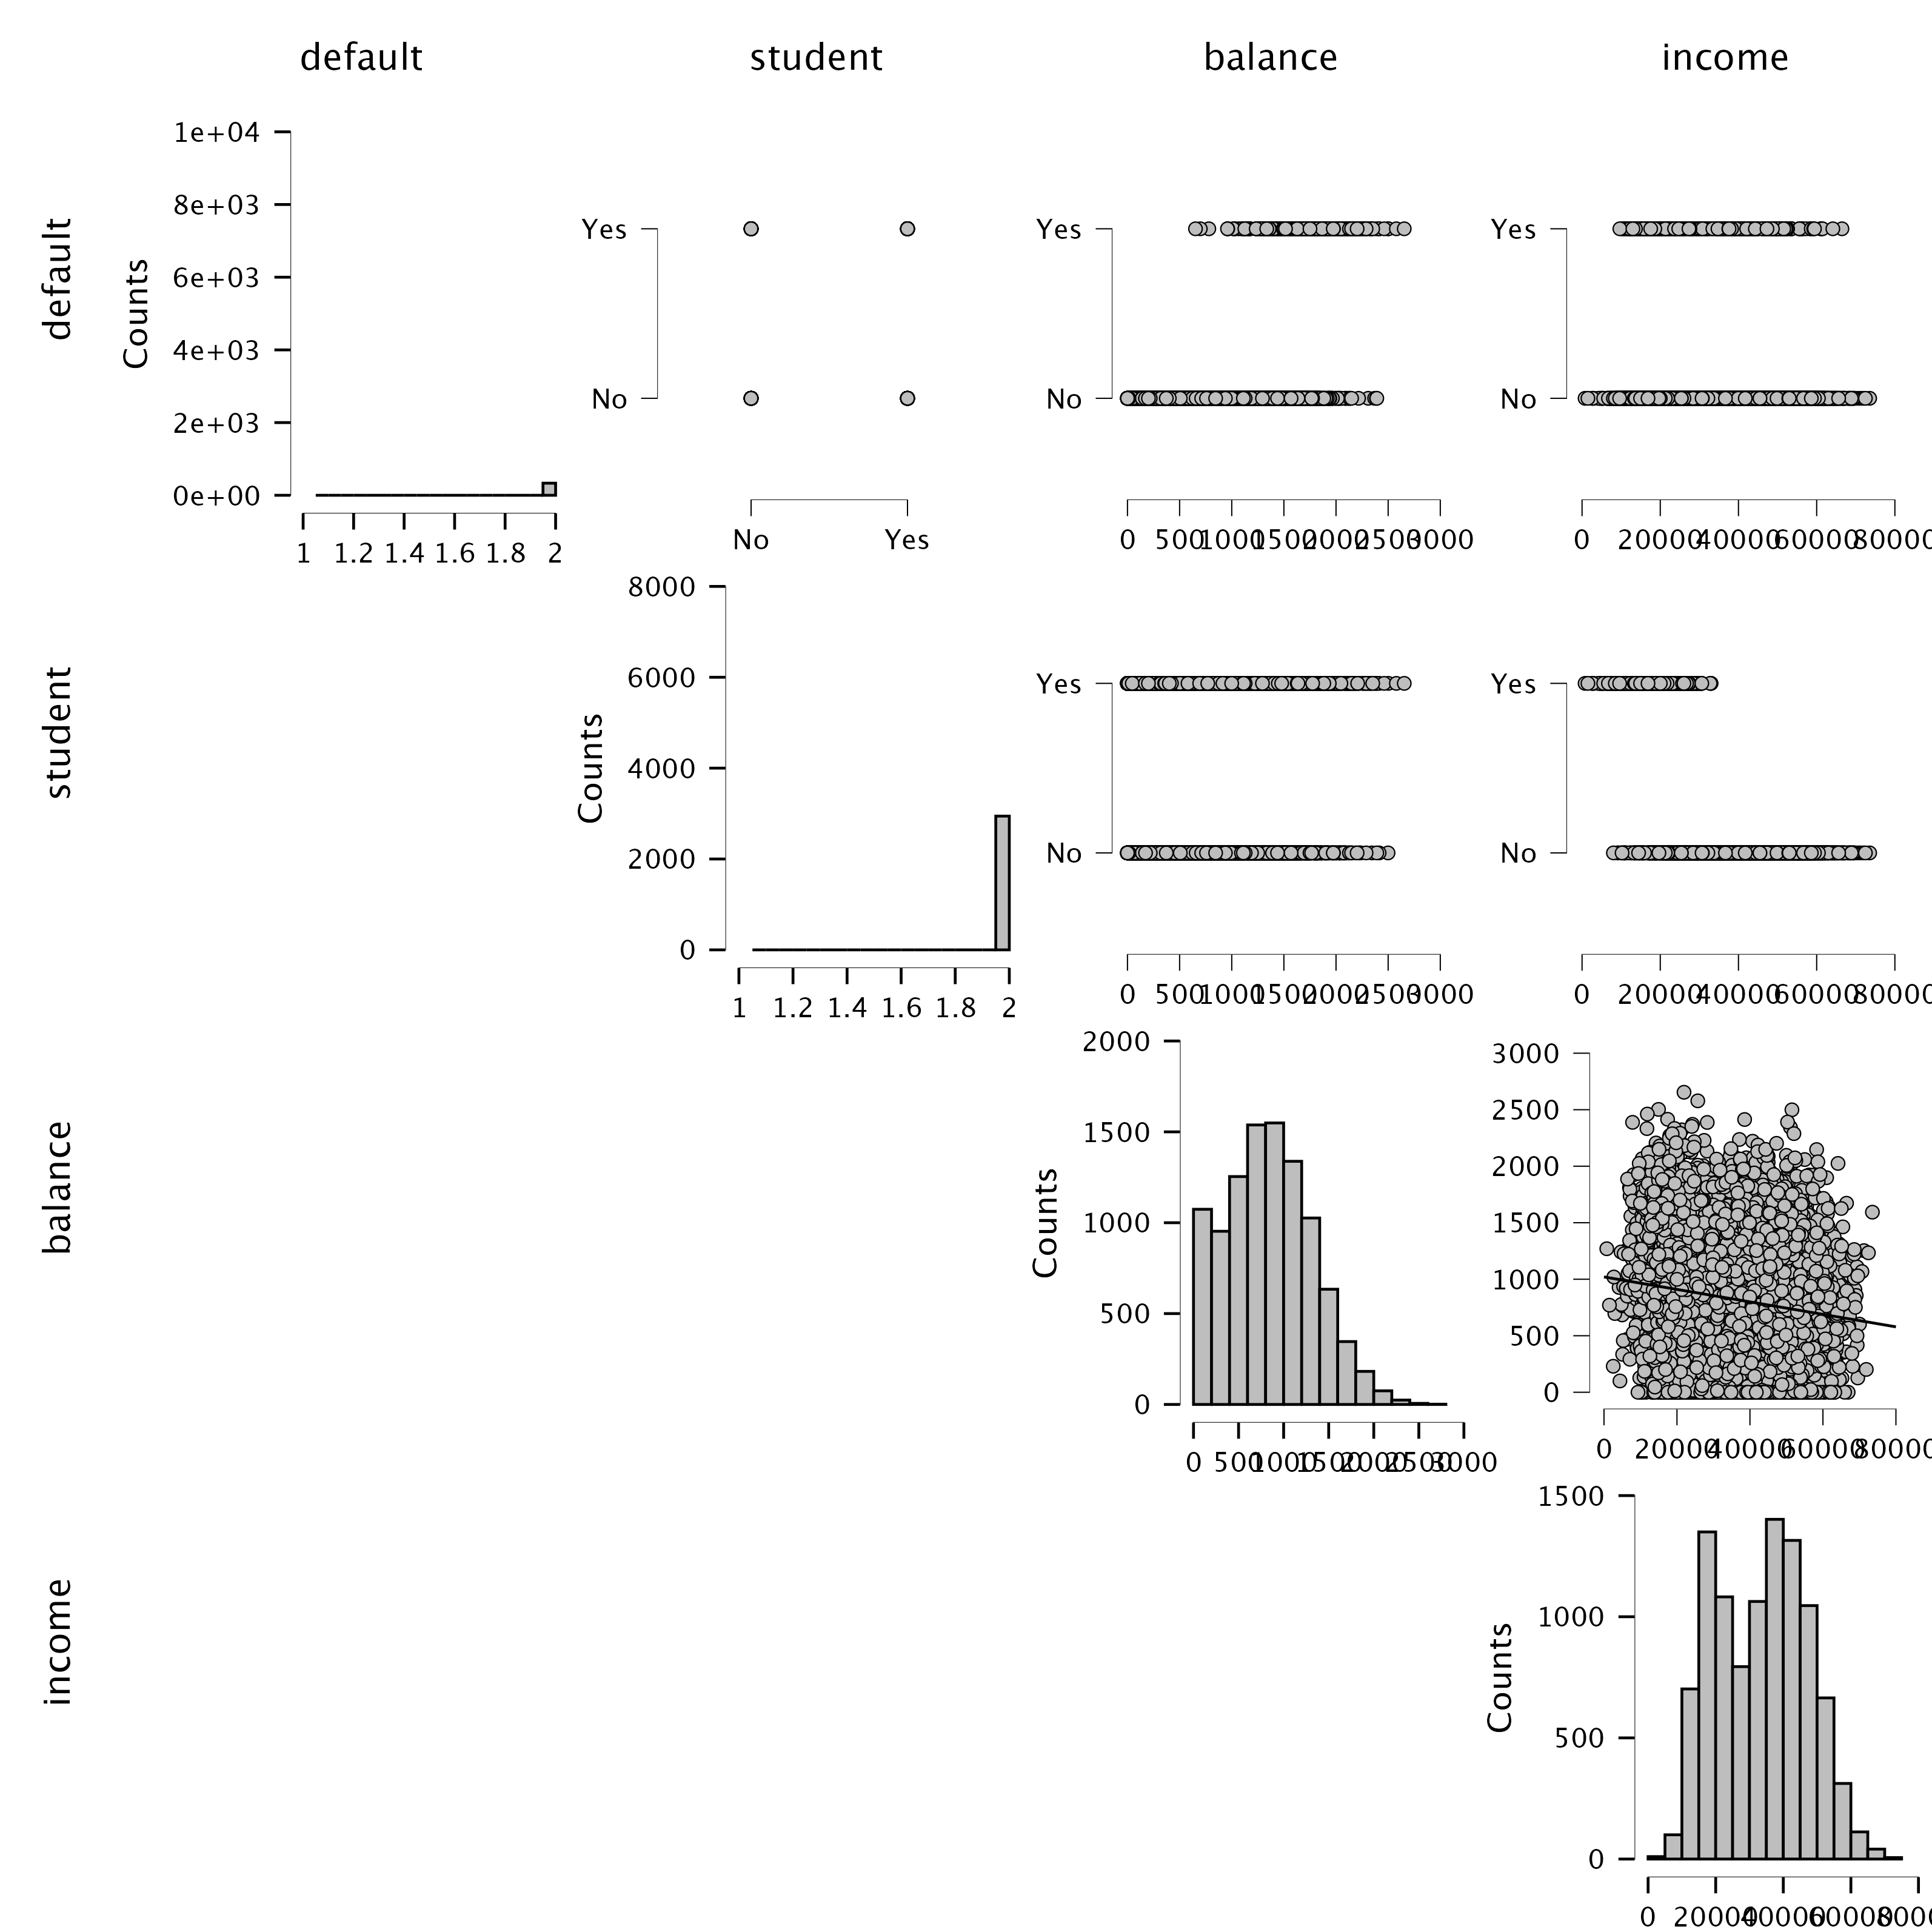 default student balance income
default
Counts
1e+04
8e+03
6e+03
4e+03
2e+03
0e+00
1 1.2 1.4 1.6 1.8 2
Yes
No
No Yes
Yes
No
0 500 1000 1500 2000 2500 3000
Yes
No
0 20000 40000 60000 80000
student
Counts
8000
6000
4000
2000
0
1 1.2 1.4 1.6 1.8 2
Yes
No
0 500 1000 1500 2000 2500 3000
Yes
No
0 20000 40000 60000 80000
balance
Counts
2000
1500
1000
500
0
0 500 1000 1500 2000 2500 3000
3000
2500
2000
1500
1000
500
0
0 20000 40000 60000 80000
income
Counts
1500
1000
500
0
0 20000 40000 60000 80000